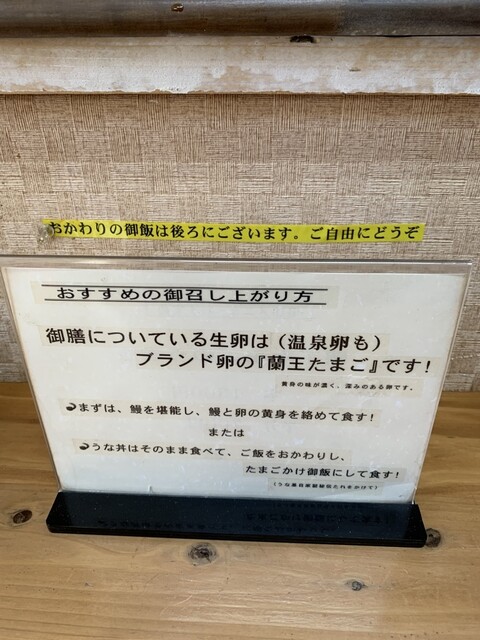 おかわりの御飯は後ろにございます。ご自由にどうぞ
おすすめの御召し上がり方
御膳についている生卵は（温泉卵も）
ブランド卵の『蘭王たまご』です！
黄身の味が濃く、深みのある卵です。
まずは、鰻を堪能し、鰻と卵の黄身を絡めて食す！
または
うな丼はそのまま食べて、ご飯をおかわりし、
たまごかけ御飯にして食す！